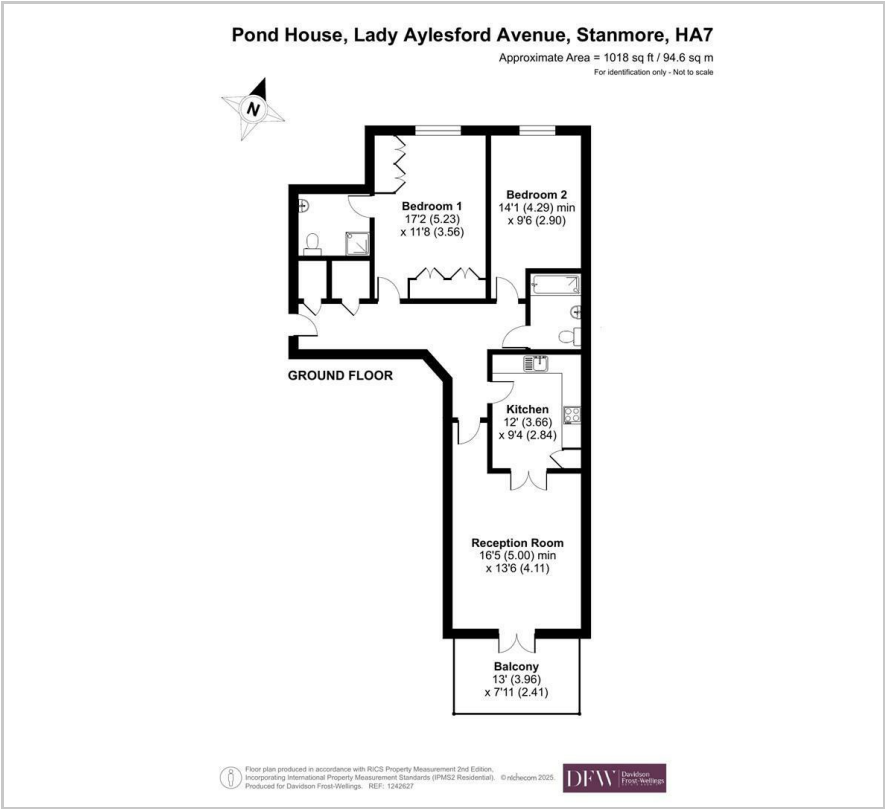 Pond House, Lady Aylesford Avenue, Stanmore, HA7
Approximate Area = 1018 sq ft / 94.6 sq m
For identification only - Not to scale
N
Bedroom 1
17'2 (5.23)
x 11'8 (3.56)
Bedroom 2
14'1 (4.29) min
x 9'6 (2.90)
GROUND FLOOR
Kitchen
12' (3.66)
x 9'4 (2.84)
Reception Room
16'5 (5.00) min
x 13'6 (4.11)
Balcony
13' (3.96)
x 7'11 (2.41)
Floor plan produced in accordance with RICS Property Measurement 2nd Edition,
Incorporating International Property Measurement Standards (IPMS2 Residential). © nichecom 2025.
Produced for Davidson Frost-Wellings. REF: 1242627
DFW
Davidson
Frost-Wellings